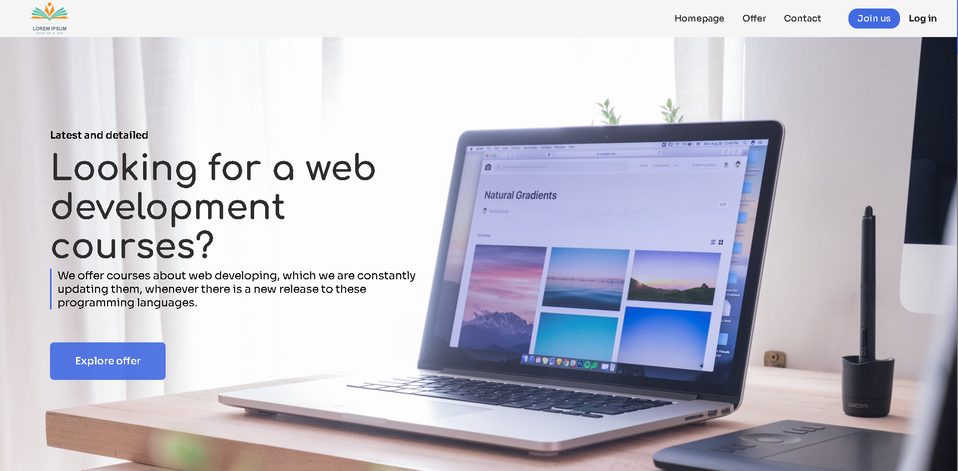 LOREM IPSUM
Homepage
Offer
Contact
Join us
Log in
Latest and detailed
Looking for a web
development
courses?
We offer courses about web developing, which we are constantly
updating them, whenever there is a new release to these
programming languages.
Explore offer
Natural Gradients
wacom